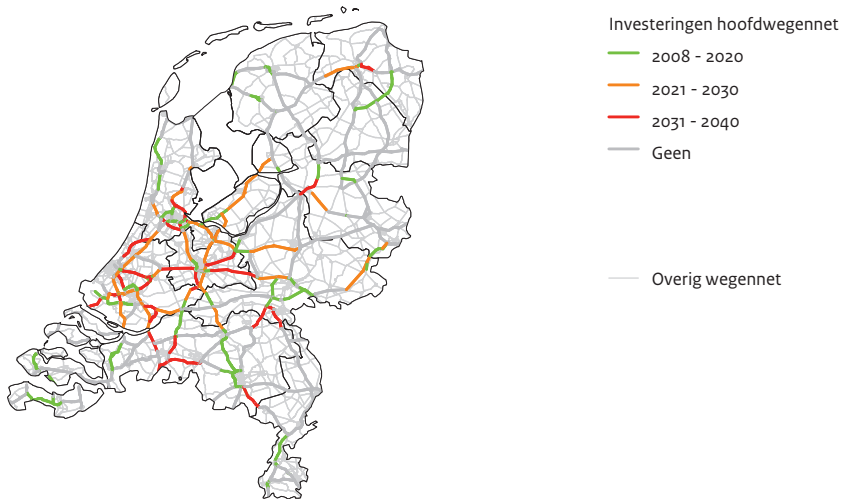 Investeringen hoofdwegennet
2008 - 2020
2021 - 2030
2031 - 2040
Geen
Overig wegennet